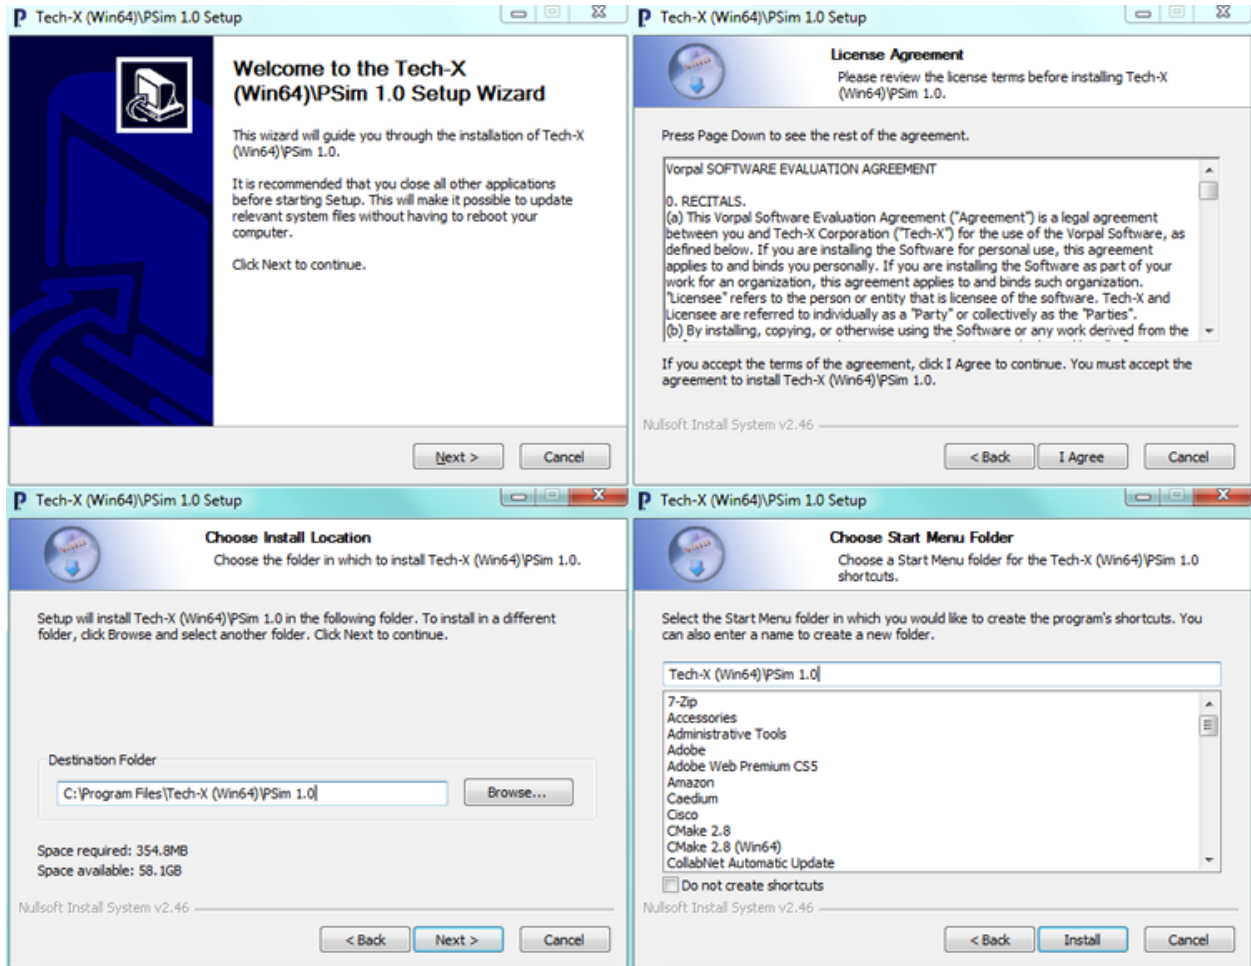 Tech-X (Win64)\PSim 1.0 Setup
Welcome to the Tech-X
(Win64)\PSim 1.0 Setup Wizard
This wizard will guide you through the installation of Tech-X
(Win64)\PSim 1.0.
It is recommended that you close all other applications
before starting Setup. This will make it possible to update
relevant system files without having to reboot your
computer.
Click Next to continue.
Next >
Cancel
Tech-X (Win64)\PSim 1.0 Setup
License Agreement
Please review the license terms before installing Tech-X
(Win64)\PSim 1.0.
Press Page Down to see the rest of the agreement.
Vorpal SOFTWARE EVALUATION AGREEMENT
0. RECITALS.
(a) This Vorpal Software Evaluation Agreement ("Agreement") is a legal agreement
between you and Tech-X Corporation ("Tech-X") for the use of the Vorpal Software, as
defined below. If you are installing the Software for personal use, this agreement
applies to and binds you personally. If you are installing the Software as part of your
work for an organization, this agreement applies to and binds such organization.
"Licensee" refers to the person or entity that is licensee of the software. Tech-X and
Licensee are referred to individually as a "Party" or collectively as the "Parties".
(b) By installing, copying, or otherwise using the Software or any work derived from the
If you accept the terms of the agreement, click I Agree to continue. You must accept the
agreement to install Tech-X (Win64)\PSim 1.0.
Nullsoft Install System v2.46
< Back
I Agree
Cancel
Tech-X (Win64)\PSim 1.0 Setup
Choose Install Location
Choose the folder in which to install Tech-X (Win64)\PSim 1.0.
Setup will install Tech-X (Win64)\PSim 1.0 in the following folder. To install in a different
folder, click Browse and select another folder. Click Next to continue.
Destination Folder
C:\Program Files\Tech-X (Win64)\PSim 1.0
Browse...
Space required: 354.8MB
Space available: 58.1GB
Nullsoft Install System v2.46
< Back
Next >
Cancel
Tech-X (Win64)\PSim 1.0 Setup
Choose Start Menu Folder
Choose a Start Menu folder for the Tech-X (Win64)\PSim 1.0
shortcuts.
Select the Start Menu folder in which you would like to create the program's shortcuts. You
can also enter a name to create a new folder.
Tech-X (Win64)\PSim 1.0
7-Zip
Accessories
Administrative Tools
Adobe
Adobe Web Premium CS5
Amazon
Caedium
Cisco
CMake 2.8
CMake 2.8 (Win64)
CollabNet Automatic Update
Do not create shortcuts
Nullsoft Install System v2.46
< Back
Install
Cancel